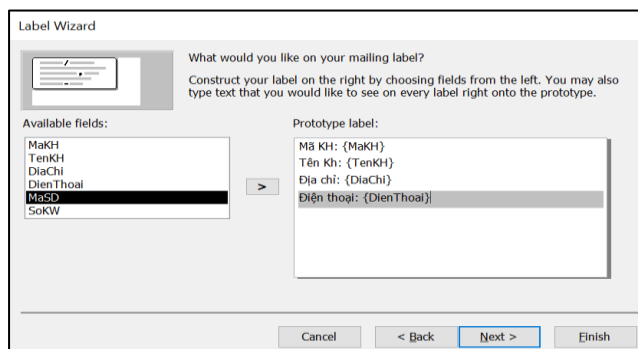 Label Wizard
What would you like on your mailing label?
Construct your label on the right by choosing fields from the left. You may also
type text that you would like to see on every label right onto the prototype.
Available fields:
MaKH
TenKH
DiaChi
DienThoai
MaSD
SoKW
>
Prototype label:
Mã KH: {MaKH}
Tên Kh: {TenKH}
Địa chỉ: {DiaChi}
Điện thoại: {DienThoai}
Cancel
< Back
Next >
Finish